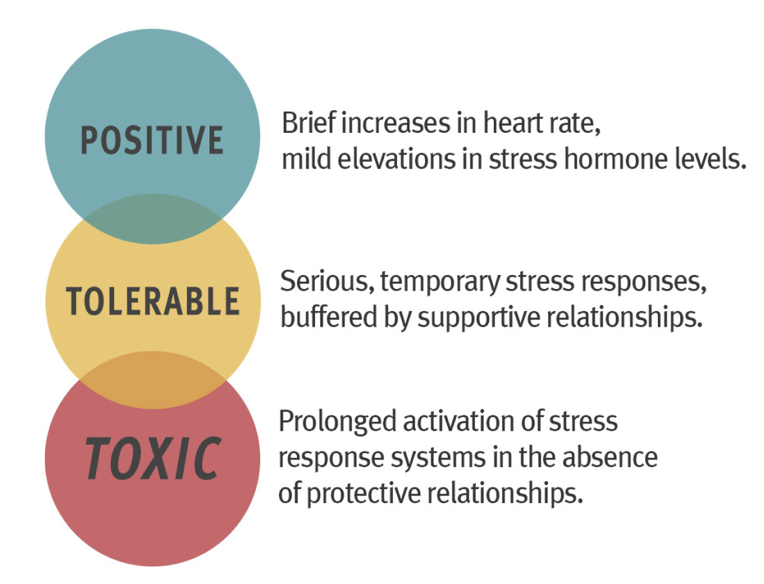 POSITIVE
Brief increases in heart rate,
mild elevations in stress hormone levels.
TOLERABLE
Serious, temporary stress responses,
buffered by supportive relationships.
TOXIC
Prolonged activation of stress
response systems in the absence
of protective relationships.